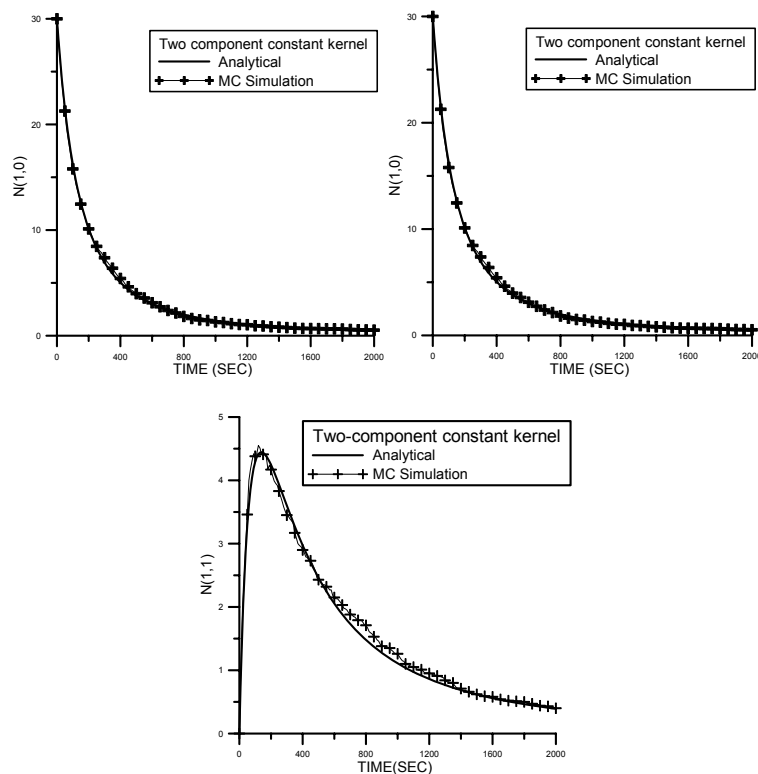 30
20
10
0
N(1,0)
Two component constant kernel
Analytical
MC Simulation
0 400 800 1200 1600 2000
TIME (SEC)
30
20
10
0
N(1,0)
Two component constant kernel
Analytical
MC Simulation
0 400 800 1200 1600 2000
TIME (SEC)
5
4
3
2
1
0
N(1,1)
Two-component constant kernel
Analytical
MC Simulation
0 400 800 1200 1600 2000
TIME(SEC)